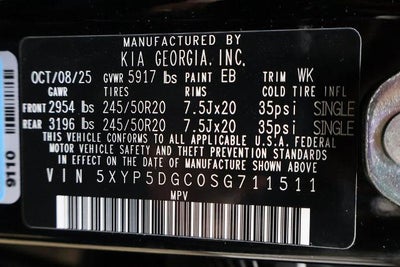 MANUFACTURED BY
KIA GEORGIA, INC.
OCT/08/25 GVWR 5917 lbs PAINT EB TRIM WK
GAWR TIRES RIMS COLD TIRE INFL
FRONT 2954 lbs 245/50R20 7.5Jx20 35psi SINGLE
REAR 3196 lbs 245/50R20 7.5Jx20 35psi SINGLE
THIS VEHICLE CONFORMS TO ALL APPLICABLE U.S.A. FEDERAL
MOTOR VEHICLE SAFETY AND THEFT PREVENTION STANDARDS
IN EFFECT ON THE DATE OF MANUFACTURE SHOWN ABOVE
VIN 5XYP5DGC0SG711511
MPV
9110